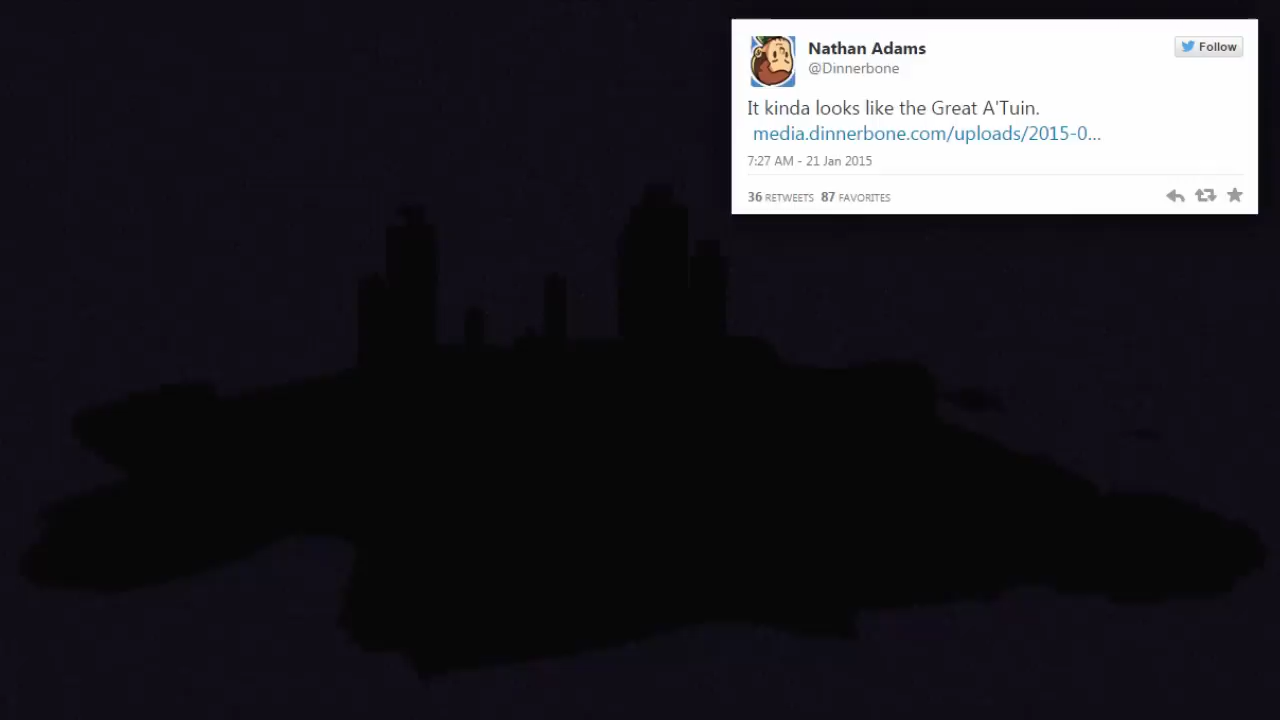 Nathan Adams
@Dinnerbone
Follow
It kinda looks like the Great A'Tuin.
media.dinnerbone.com/uploads/2015-0...
7:27 AM - 21 Jan 2015
36 RETWEETS 87 FAVORITES